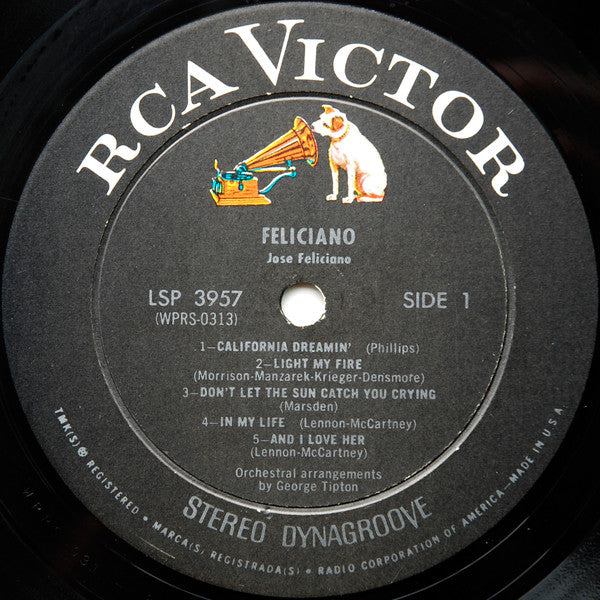 RCA VICTOR
FELICIANO
Jose Feliciano
LSP 3957 SIDE 1
(WPRS-0313)
1—CALIFORNIA DREAMIN' (Phillips)
2—LIGHT MY FIRE
(Morrison-Manzarek-Krieger-Densmore)
3—DON'T LET THE SUN CATCH YOU CRYING
(Marsden)
4—IN MY LIFE (Lennon-McCartney)
5—AND I LOVE HER
(Lennon-McCartney)
Orchestral arrangements
by George Tipton
STEREO DYNAGROOVE
TMK(S) ® REGISTERED • MARCA(S) REGISTRADA(S) • RADIO CORPORATION OF AMERICA—MADE IN U.S.A.